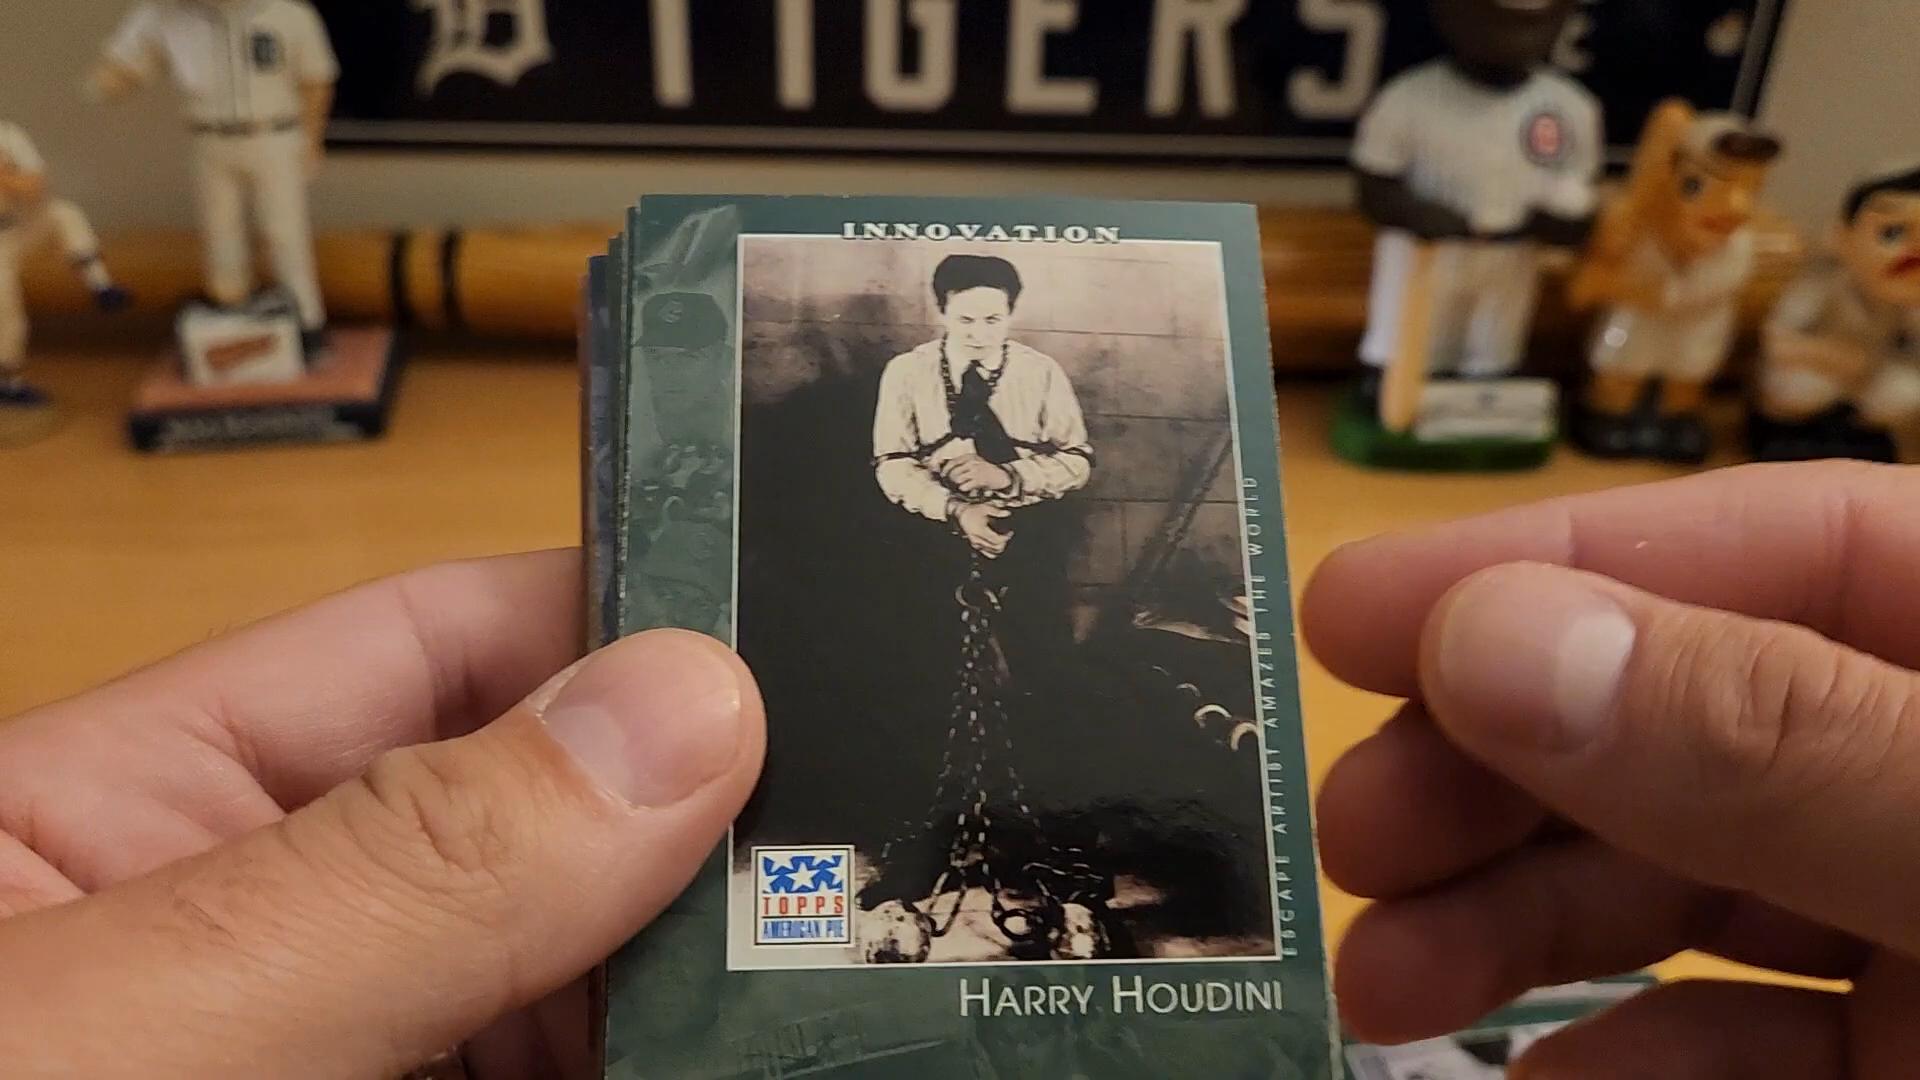 TIGERS
INNOVATION
ESCAPE ARTIST AMAZES THE WORLD
TOPPS
AMERICAN PIE
HARRY HOUDINI